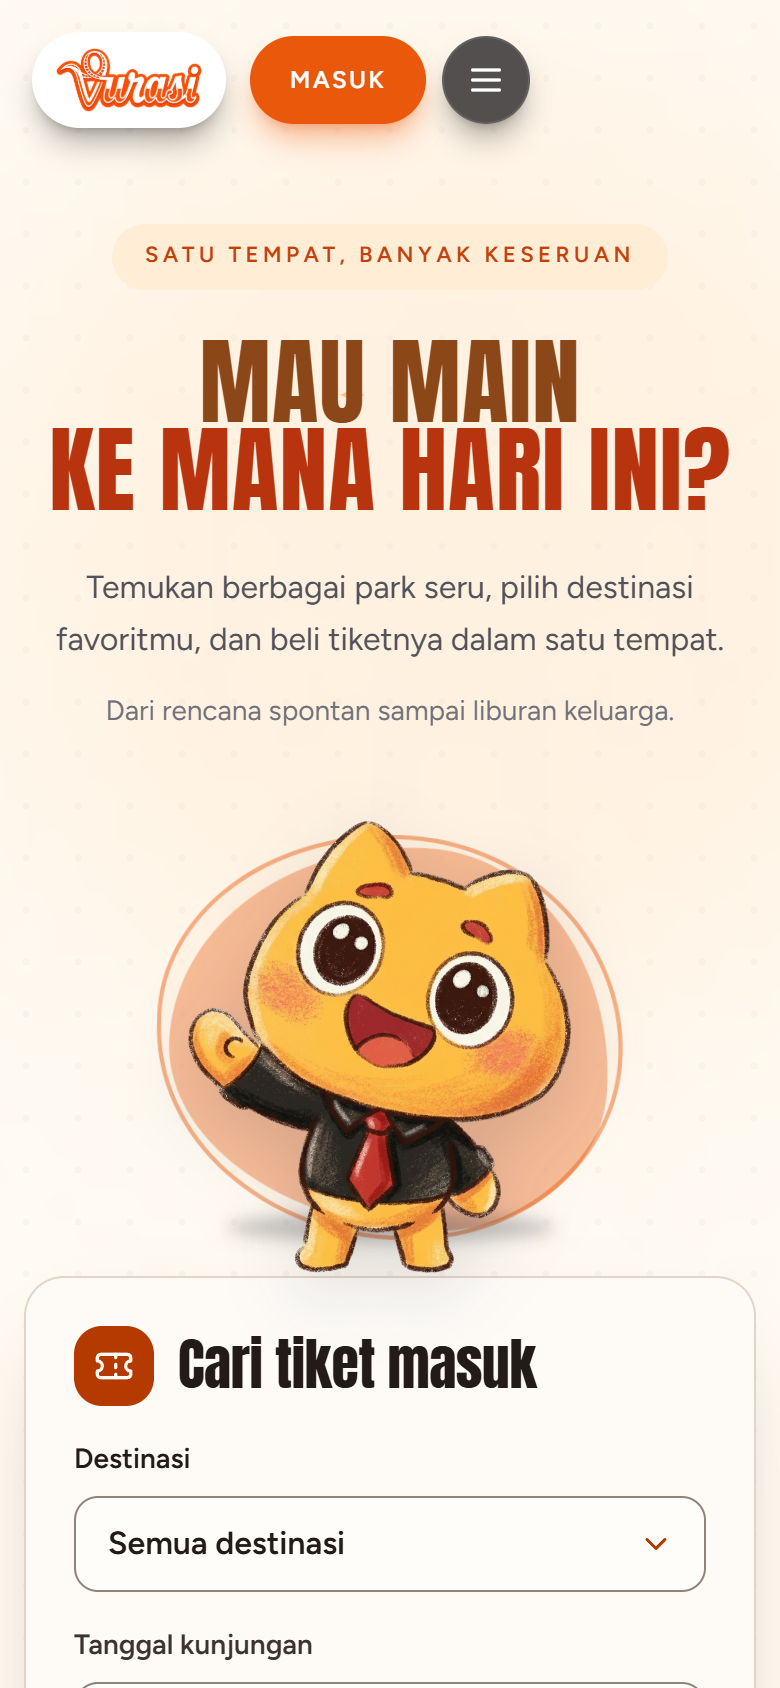 Vurasi
MASUK
SATU TEMPAT, BANYAK KESERUAN
MAU MAIN
KE MANA HARI INI?
Temukan berbagai park seru, pilih destinasi
favoritmu, dan beli tiketnya dalam satu tempat.
Dari rencana spontan sampai liburan keluarga.
Cari tiket masuk
Destinasi
Semua destinasi
Tanggal kunjungan